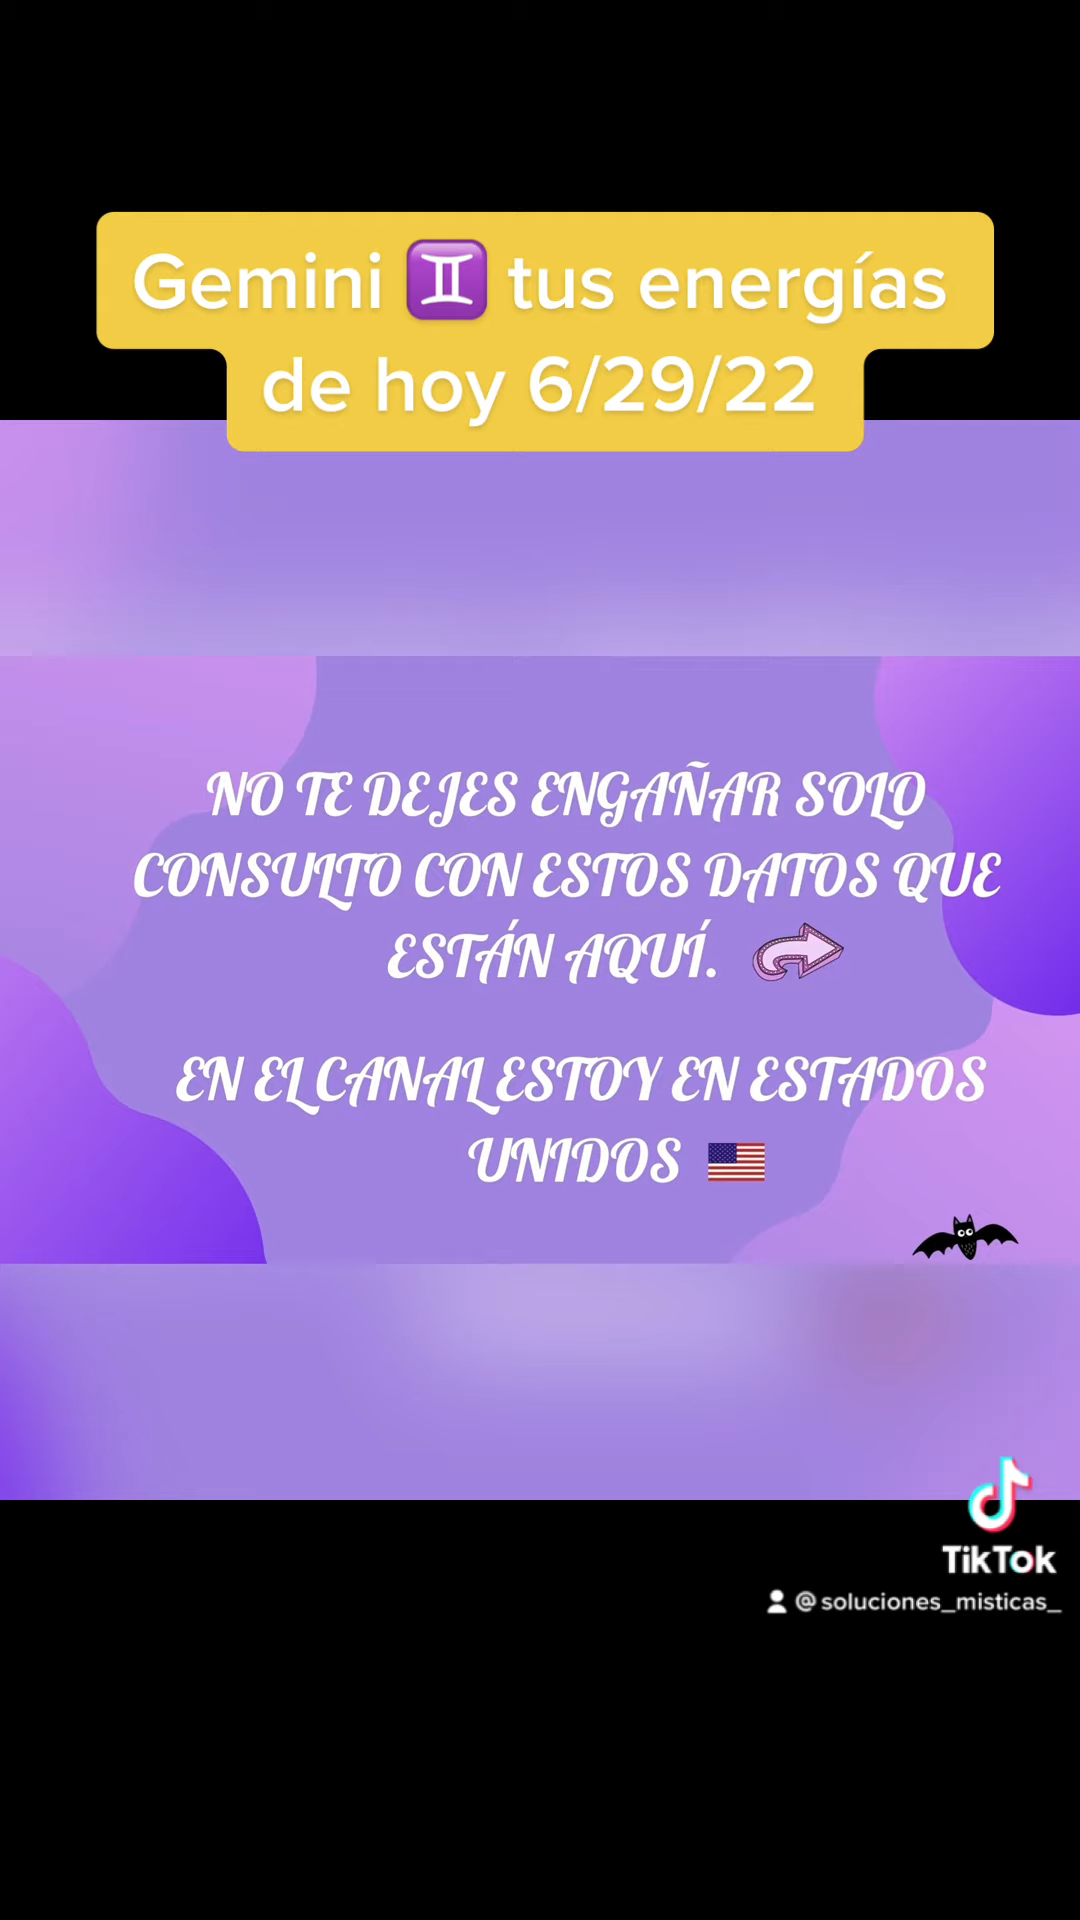 Gemini ♊ tus energías
de hoy 6/29/22
NO TE DEJES ENGAÑAR SOLO
CONSULTO CON ESTOS DATOS QUE
ESTÁN AQUÍ.
EN EL CANAL ESTOY EN ESTADOS
UNIDOS 🇺🇸
TikTok
@soluciones_misticas_